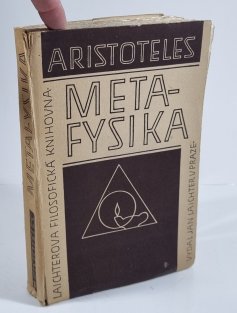 ARISTOTELES
META-
FYSIKA
LAICHTEROVA FILOSOFICKÁ KNIHOVNA
VYDAL JAN LAICHTER V PRAZE
METAFYSIKA